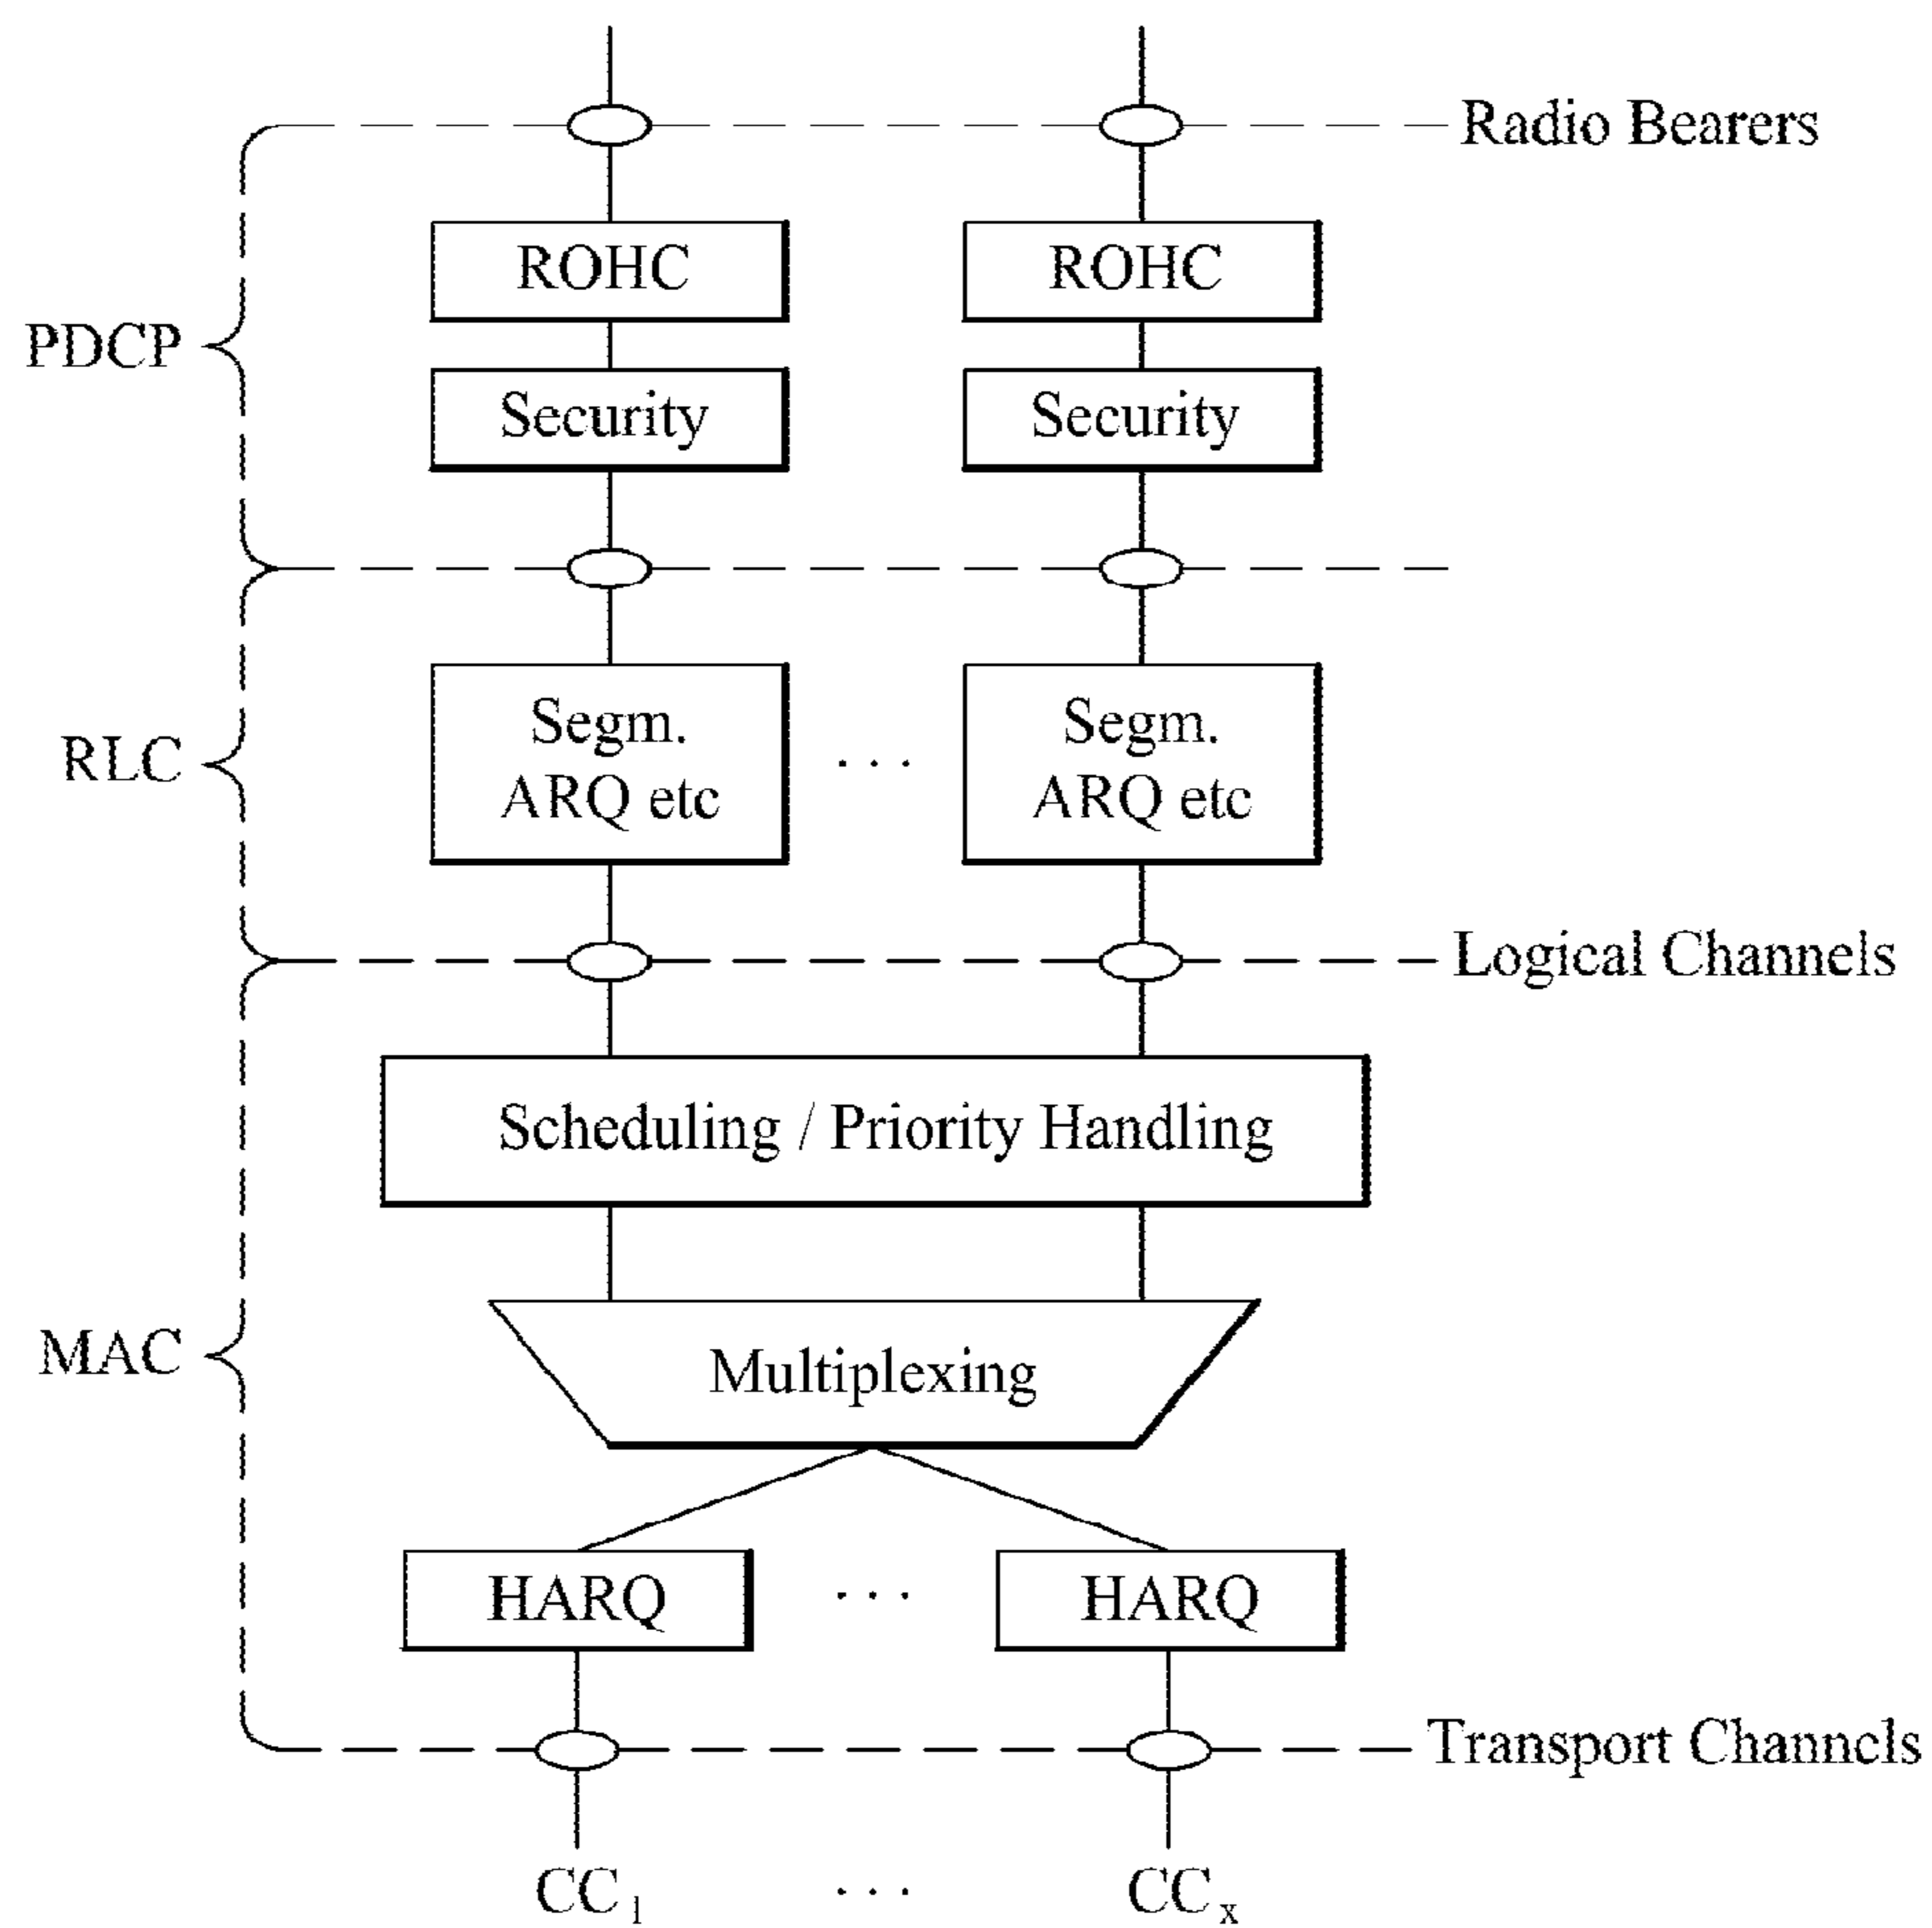 Radio Bearers
ROHC
ROHC
PDCP
Security
Security
Segm.
ARQ etc
Segm.
ARQ etc
RLC
. . .
Logical Channels
Scheduling / Priority Handling
MAC
Multiplexing
HARQ
. . .
HARQ
Transport Channels
CC1
. . .
CCx